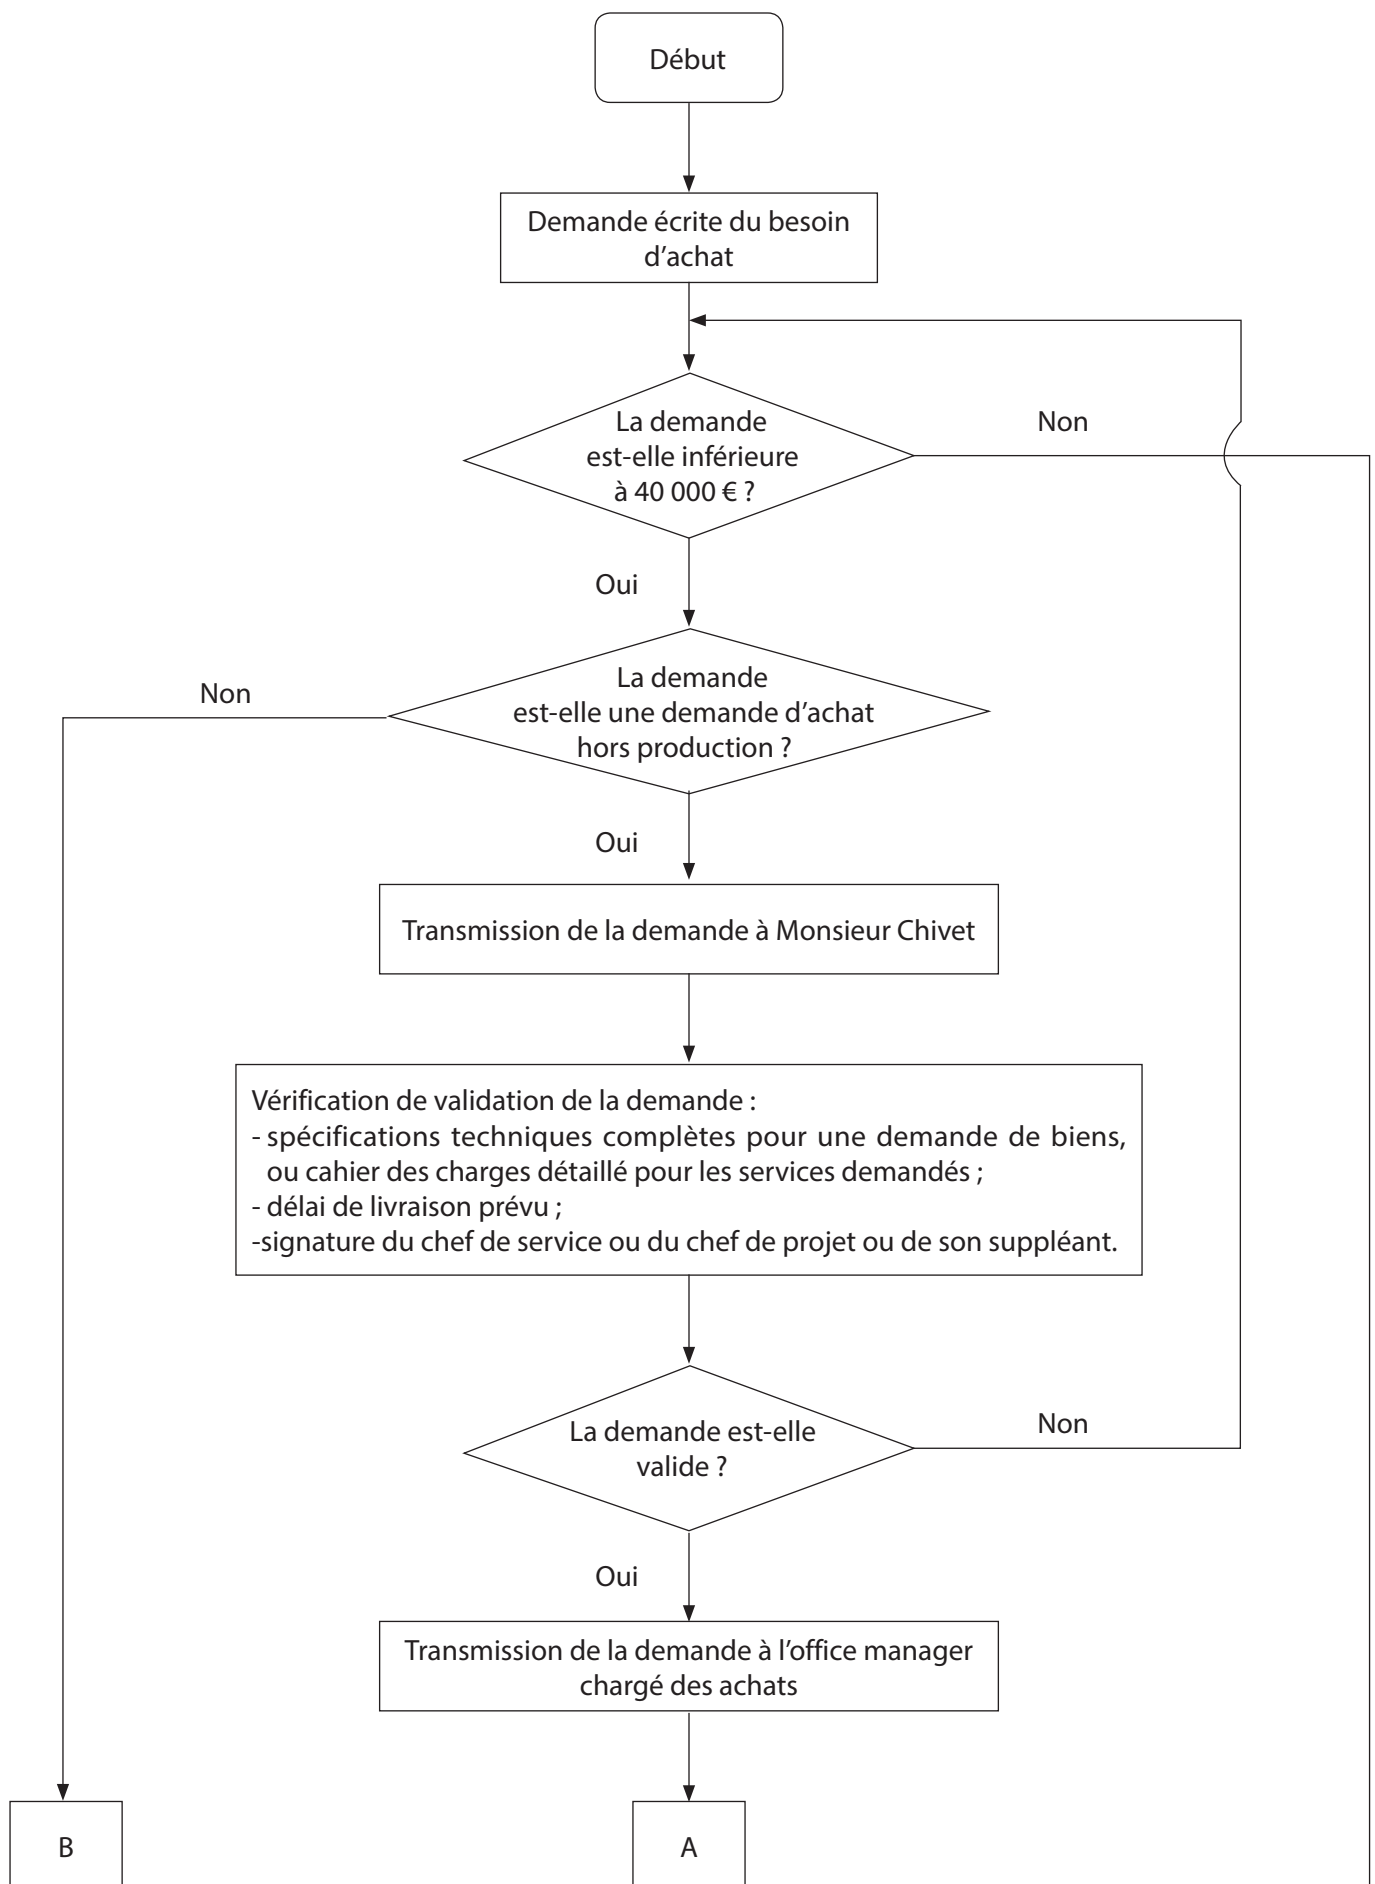 Début
Demande écrite du besoin
d’achat
La demande
est-elle inférieure
à 40 000 € ?
Non
Oui
La demande
est-elle une demande d’achat
hors production ?
Non
Oui
Transmission de la demande à Monsieur Chivet
Vérification de validation de la demande :
- spécifications techniques complètes pour une demande de biens,
ou cahier des charges détaillé pour les services demandés ;
- délai de livraison prévu ;
-signature du chef de service ou du chef de projet ou de son suppléant.
La demande est-elle
valide ?
Non
Oui
Transmission de la demande à l’office manager
chargé des achats
B
A